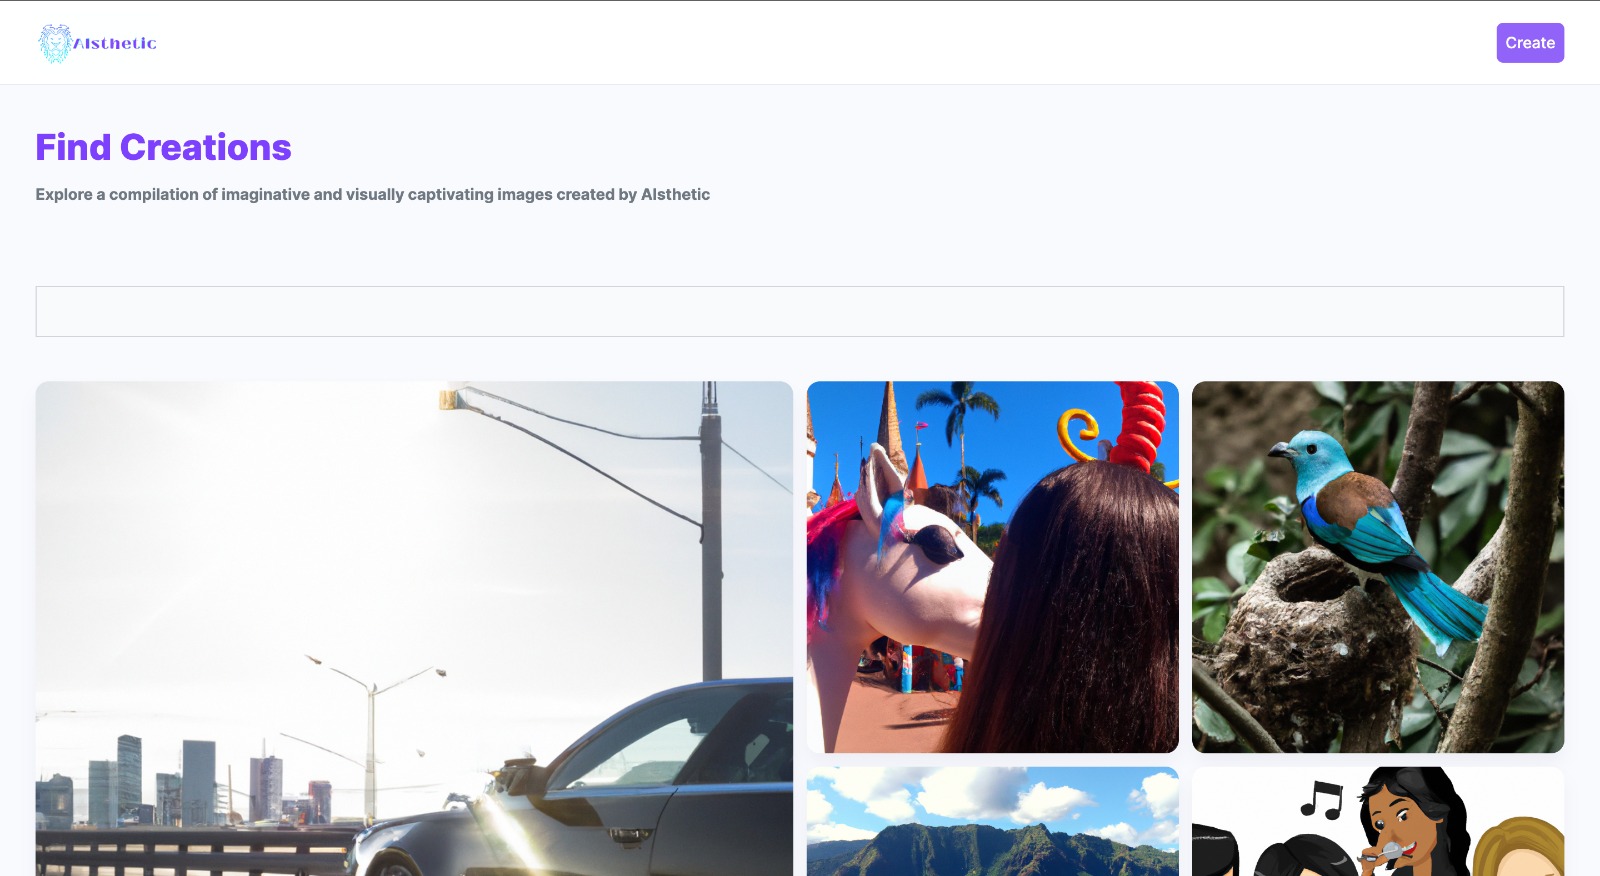 AIsthetic
Create
Find Creations
Explore a compilation of imaginative and visually captivating images created by AIsthetic